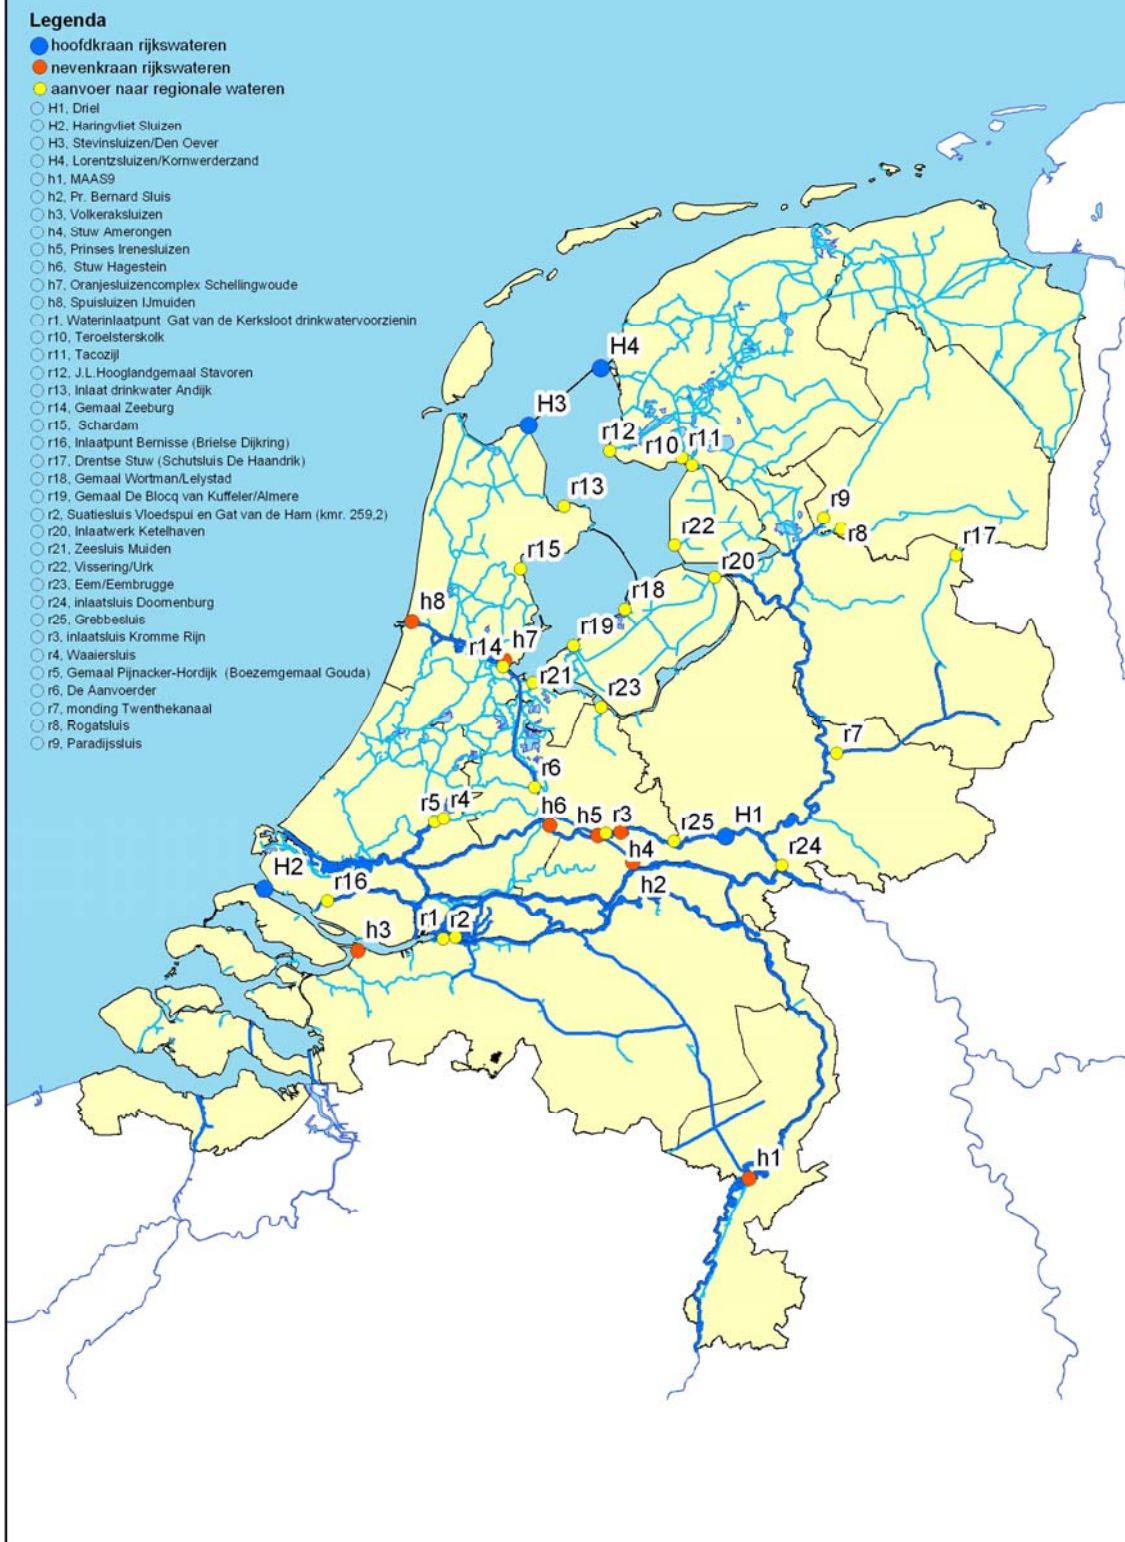 Legenda
hoofdkraan rijkswateren
nevenkraan rijkswateren
aanvoer naar regionale wateren
H1, Driel
H2, Haringvliet Sluizen
H3, Stevinsluizen/Den Oever
H4, Lorentzsluizen/Kornwerderzand
h1, MAAS9
h2, Pr. Bernard Sluis
h3, Volkeraksluizen
h4, Stuw Amerongen
h5, Prinses Irenesluizen
h6, Stuw Hagestein
h7, Oranjesluizencomplex Schellingwoude
h8, Spuisluizen IJmuiden
r1, Waterinlaatpunt Gat van de Kerksloot drinkwatervoorzienin
r10, Teroelsterskolk
r11, Tacozijl
r12, J.L.Hooglandgemaal Stavoren
r13, Inlaat drinkwater Andijk
r14, Gemaal Zeeburg
r15, Schardam
r16, Inlaatpunt Bernisse (Brielse Dijkring)
r17, Drentse Stuw (Schutsluis De Haandrik)
r18, Gemaal Wortman/Lelystad
r19, Gemaal De Blocq van Kuffeler/Almere
r2, Suatiesluis Vloedspui en Gat van de Ham (kmr. 259,2)
r20, Inlaatwerk Ketelhaven
r21, Zeesluis Muiden
r22, Vissering/Urk
r23, Eem/Eembrugge
r24, inlaatsluis Doornenburg
r25, Grebbesluis
r3, inlaatsluis Kromme Rijn
r4, Waaiersluis
r5, Gemaal Pijnacker-Hordijk (Boezemgemaal Gouda)
r6, De Aanvoerder
r7, monding Twenthekanaal
r8, Rogatsluis
r9, Paradijssluis
H4
H3
r12
r10
r11
r13
r9
r8
r22
r17
r15
r20
r18
h8
r19
r14
h7
r21
r23
r7
r6
r5
r4
h6
h5
r3
r25
H1
h4
r24
H2
r16
h2
r1
r2
h3
h1